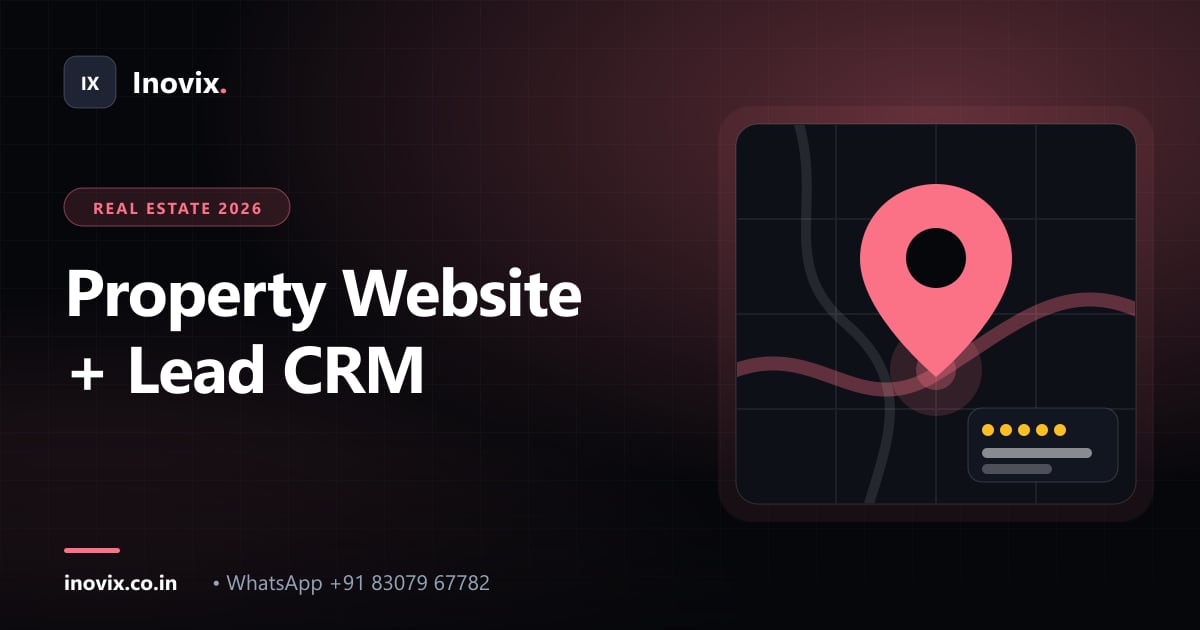 IX
Inovix.
REAL ESTATE 2026
Property Website
+ Lead CRM
inovix.co.in • WhatsApp +91 83079 67782